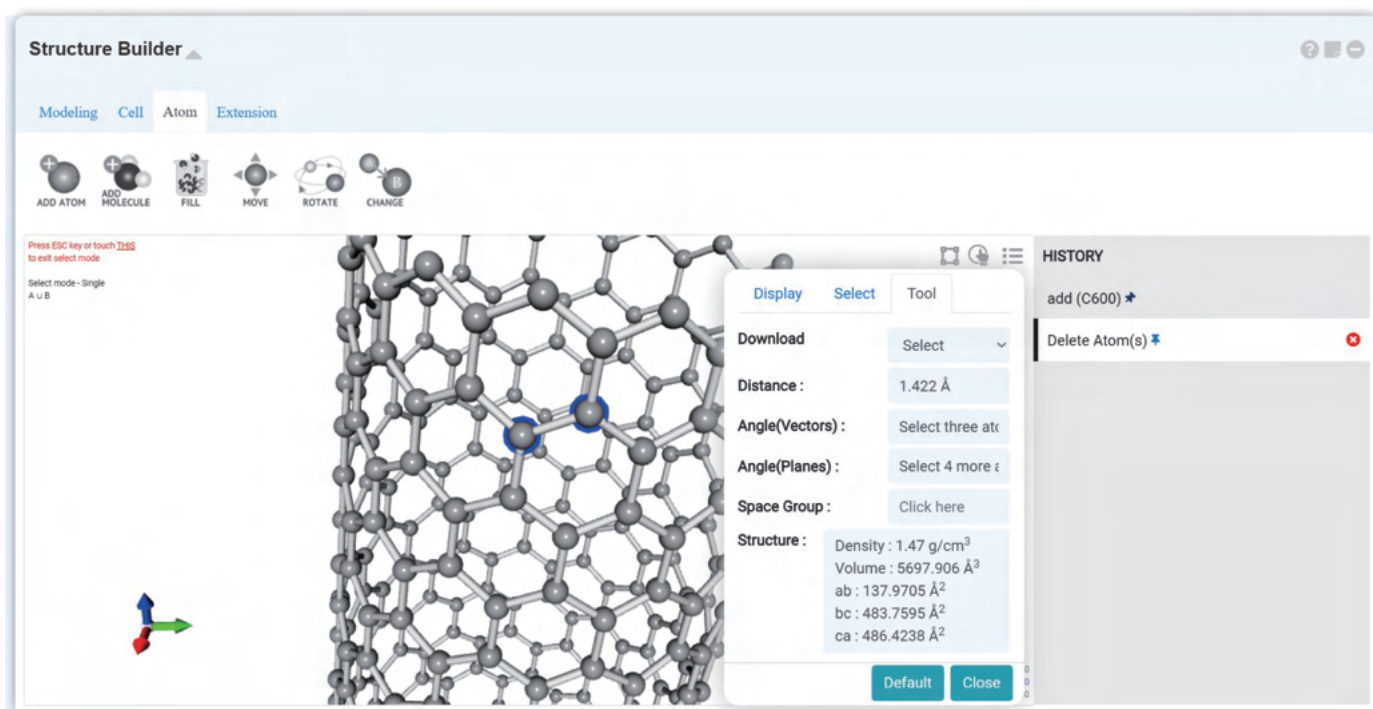 Structure Builder
Modeling Cell Atom Extension
ADD ATOM
ADD MOLECULE
FILL
MOVE
ROTATE
B
CHANGE
Press ESC key or touch THIS
to exit select mode
Select mode - Single
A ∪ B
Display Select Tool
Download Select
Distance : 1.422 Å
Angle(Vectors) : Select three atc
Angle(Planes) : Select 4 more a
Space Group : Click here
Structure : Density : 1.47 g/cm³
Volume : 5697.906 Å³
ab : 137.9705 Å²
bc : 483.7595 Å²
ca : 486.4238 Å²
Default Close
0
0
0
HISTORY
add (C600)
Delete Atom(s)